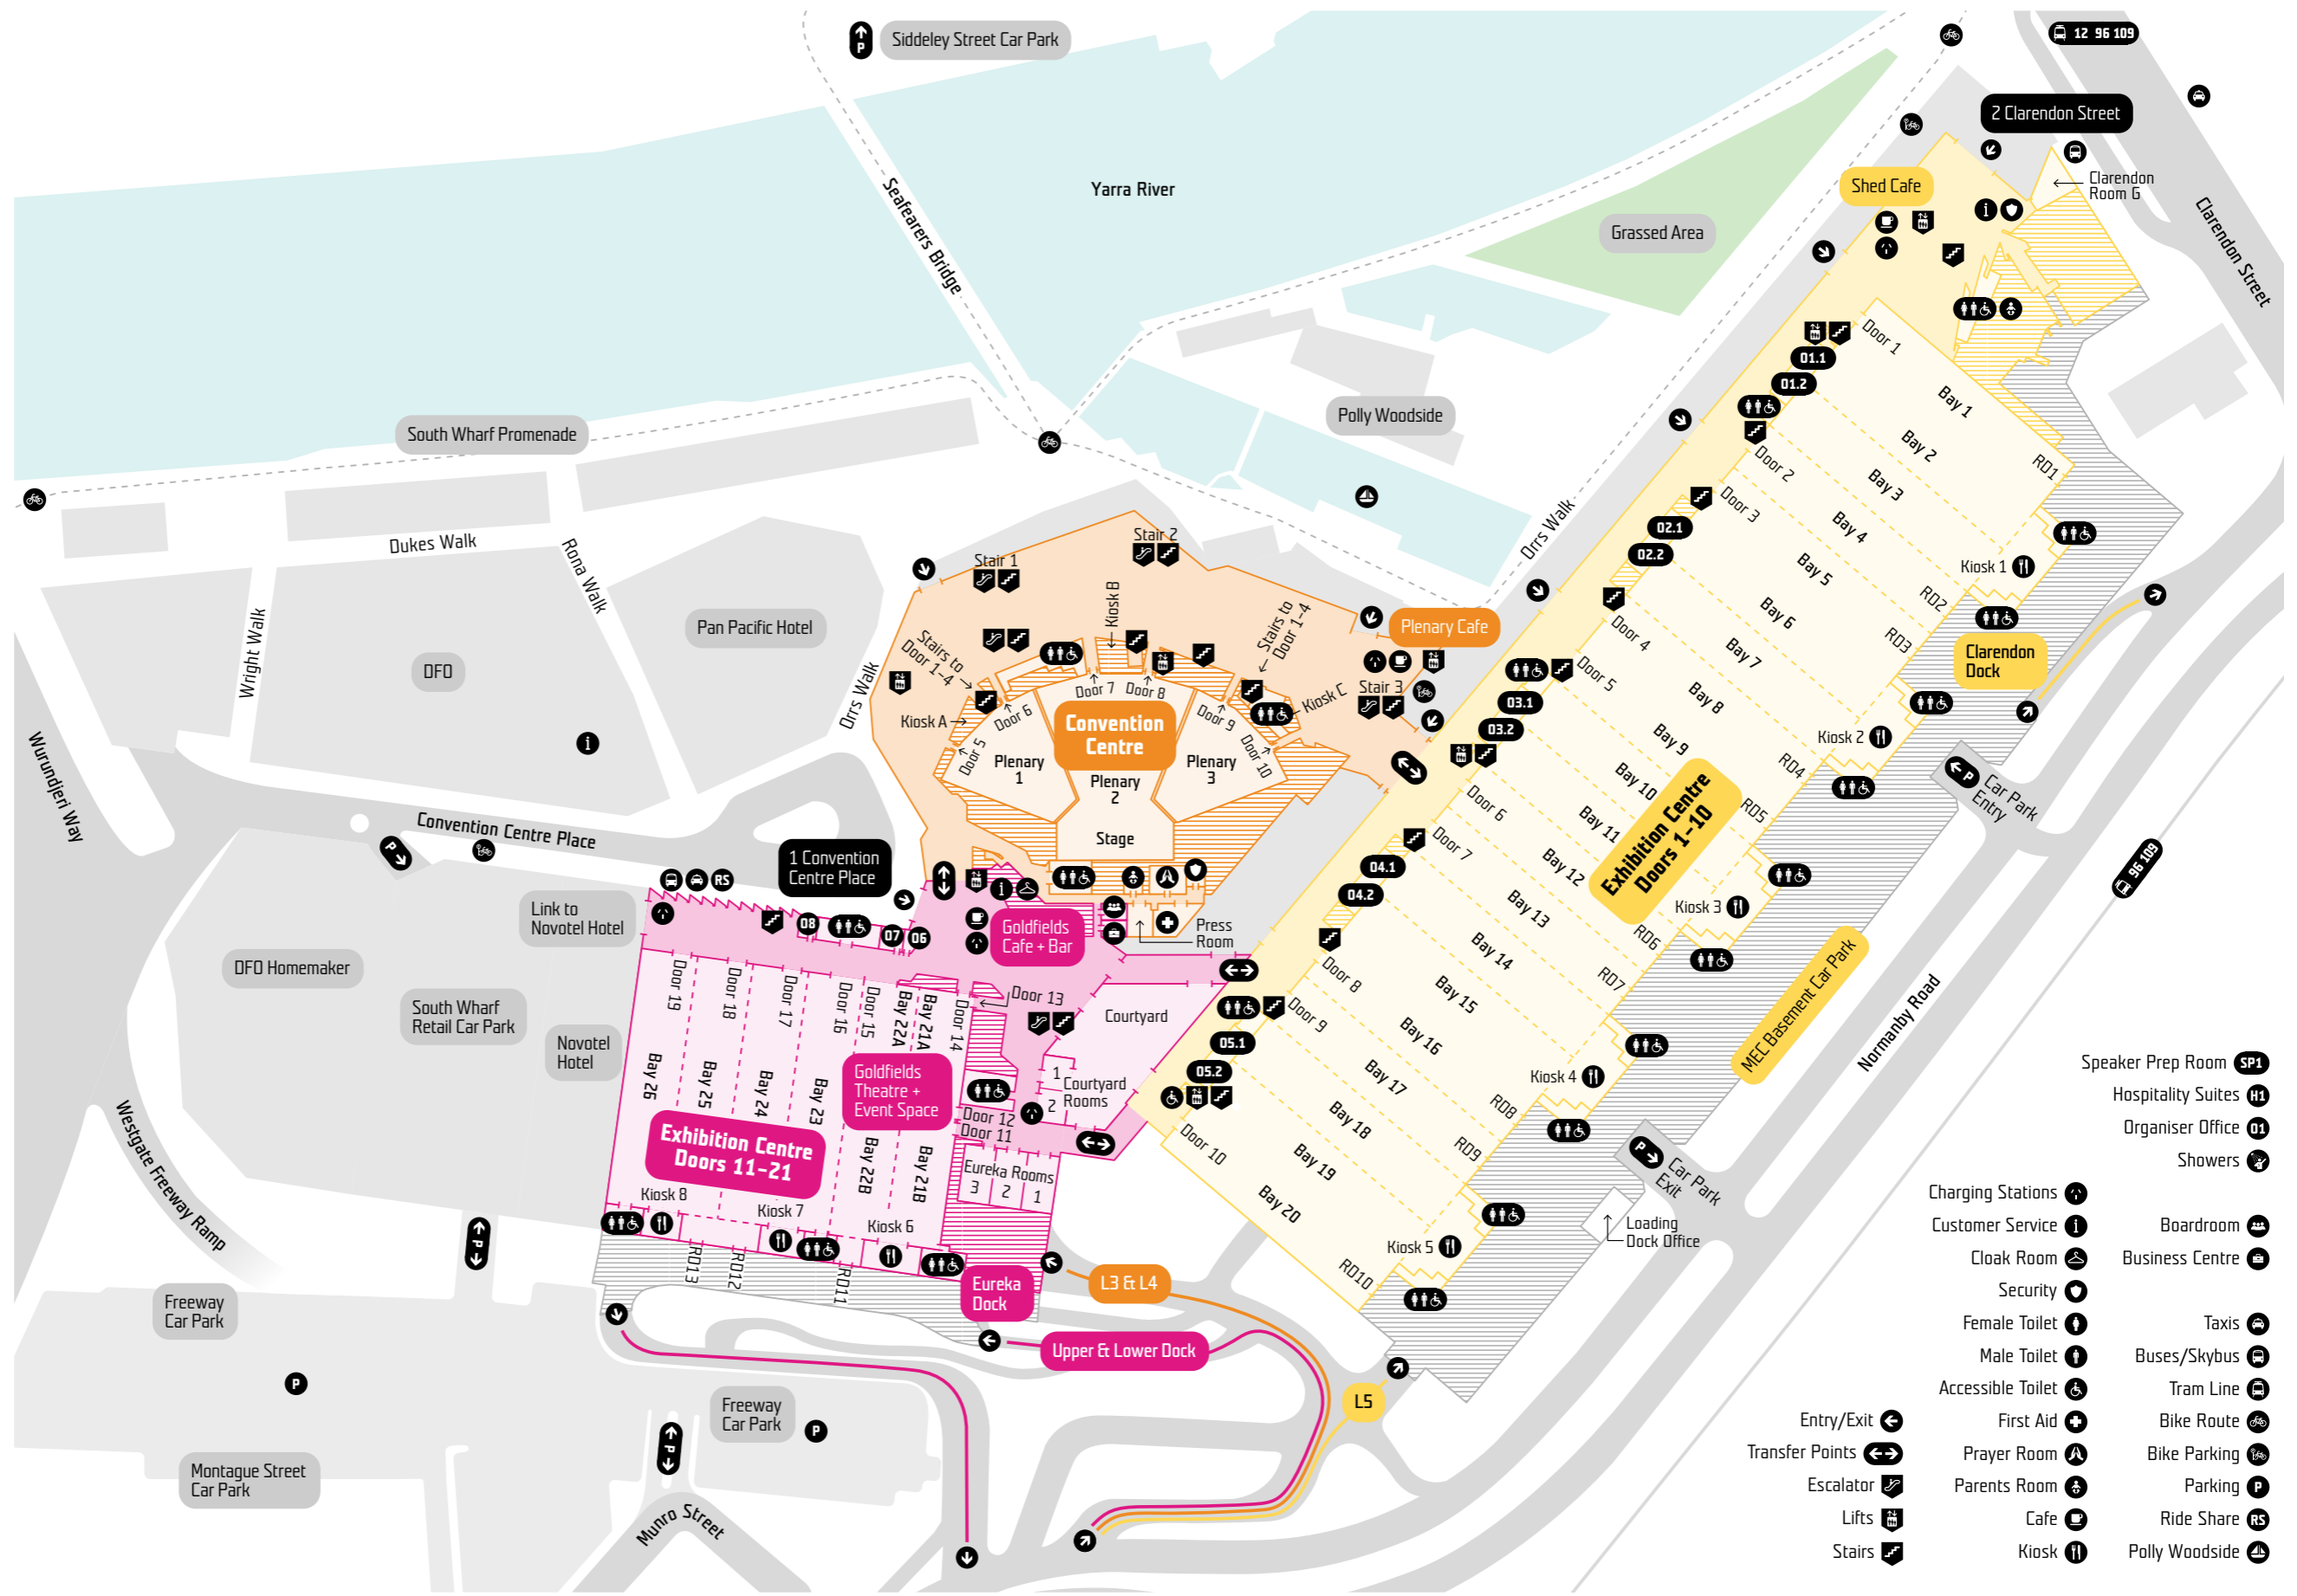 Siddeley Street Car Park
P
12 96 109
2 Clarendon Street
Shed Cafe
Clarendon
Room G
Clarendon Street
Yarra River
Seafearers Bridge
Grassed Area
Polly Woodside
South Wharf Promenade
Orrs Walk
Dukes Walk
Rona Walk
Wright Walk
Pan Pacific Hotel
DFO
Orrs Walk
Wurundjeri Way
Convention Centre Place
Stair 1
Stair 2
Stairs to
Door 1-4
Kiosk B
Stairs to
Door 1-4
Plenary Cafe
Stair 3
Kiosk C
Kiosk A
Door 5
Door 6
Door 7
Door 8
Door 9
Door 10
Convention
Centre
Plenary
1
Plenary
2
Plenary
3
Stage
1 Convention
Centre Place
Press
Room
Goldfields
Cafe + Bar
RS
Link to
Novotel Hotel
08
07
06
DFO Homemaker
South Wharf
Retail Car Park
Novotel
Hotel
Door 19
Door 18
Door 17
Door 16
Door 15
Bay 22A
Bay 21A
Door 14
Door 13
Courtyard
Bay 26
Bay 25
Bay 24
Bay 23
Goldfields
Theatre +
Event Space
1
2
Courtyard
Rooms
Door 12
Door 11
Bay 22B
Bay 21B
Exhibition Centre
Doors 11-21
Eureka Rooms
3
2
1
Kiosk 8
Kiosk 7
Kiosk 6
RD13
RD12
RD11
Eureka
Dock
L3 & L4
Upper & Lower Dock
L5
Westgate Freeway Ramp
Freeway
Car Park
P
Montague Street
Car Park
Freeway
Car Park
P
P
P
Munro Street
Door 1
01.1
01.2
Door 2
Door 3
02.1
02.2
Door 4
Door 5
03.1
03.2
Door 6
Door 7
04.1
04.2
Door 8
Door 9
05.1
05.2
Door 10
Bay 1
Bay 2
Bay 3
Bay 4
Bay 5
Bay 6
Bay 7
Bay 8
Bay 9
Bay 10
Bay 11
Bay 12
Bay 13
Bay 14
Bay 15
Bay 16
Bay 17
Bay 18
Bay 19
Bay 20
Exhibition Centre
Doors 1-10
RD1
RD2
RD3
RD4
RD5
RD6
RD7
RD8
RD9
RD10
Kiosk 1
Kiosk 2
Kiosk 3
Kiosk 4
Kiosk 5
Clarendon
Dock
P
Car Park
Entry
96 109
MEC Basement Car Park
Normanby Road
P
Car Park
Exit
Loading
Dock Office
P
Speaker Prep Room SP1
Hospitality Suites H1
Organiser Office 01
Showers
Charging Stations
Customer Service
Boardroom
Cloak Room
Business Centre
Security
Female Toilet
Taxis
Male Toilet
Buses/Skybus
Accessible Toilet
Tram Line
Entry/Exit
First Aid
Bike Route
Transfer Points
Prayer Room
Bike Parking
Escalator
Parents Room
Parking P
Lifts
Cafe
Ride Share RS
Stairs
Kiosk
Polly Woodside